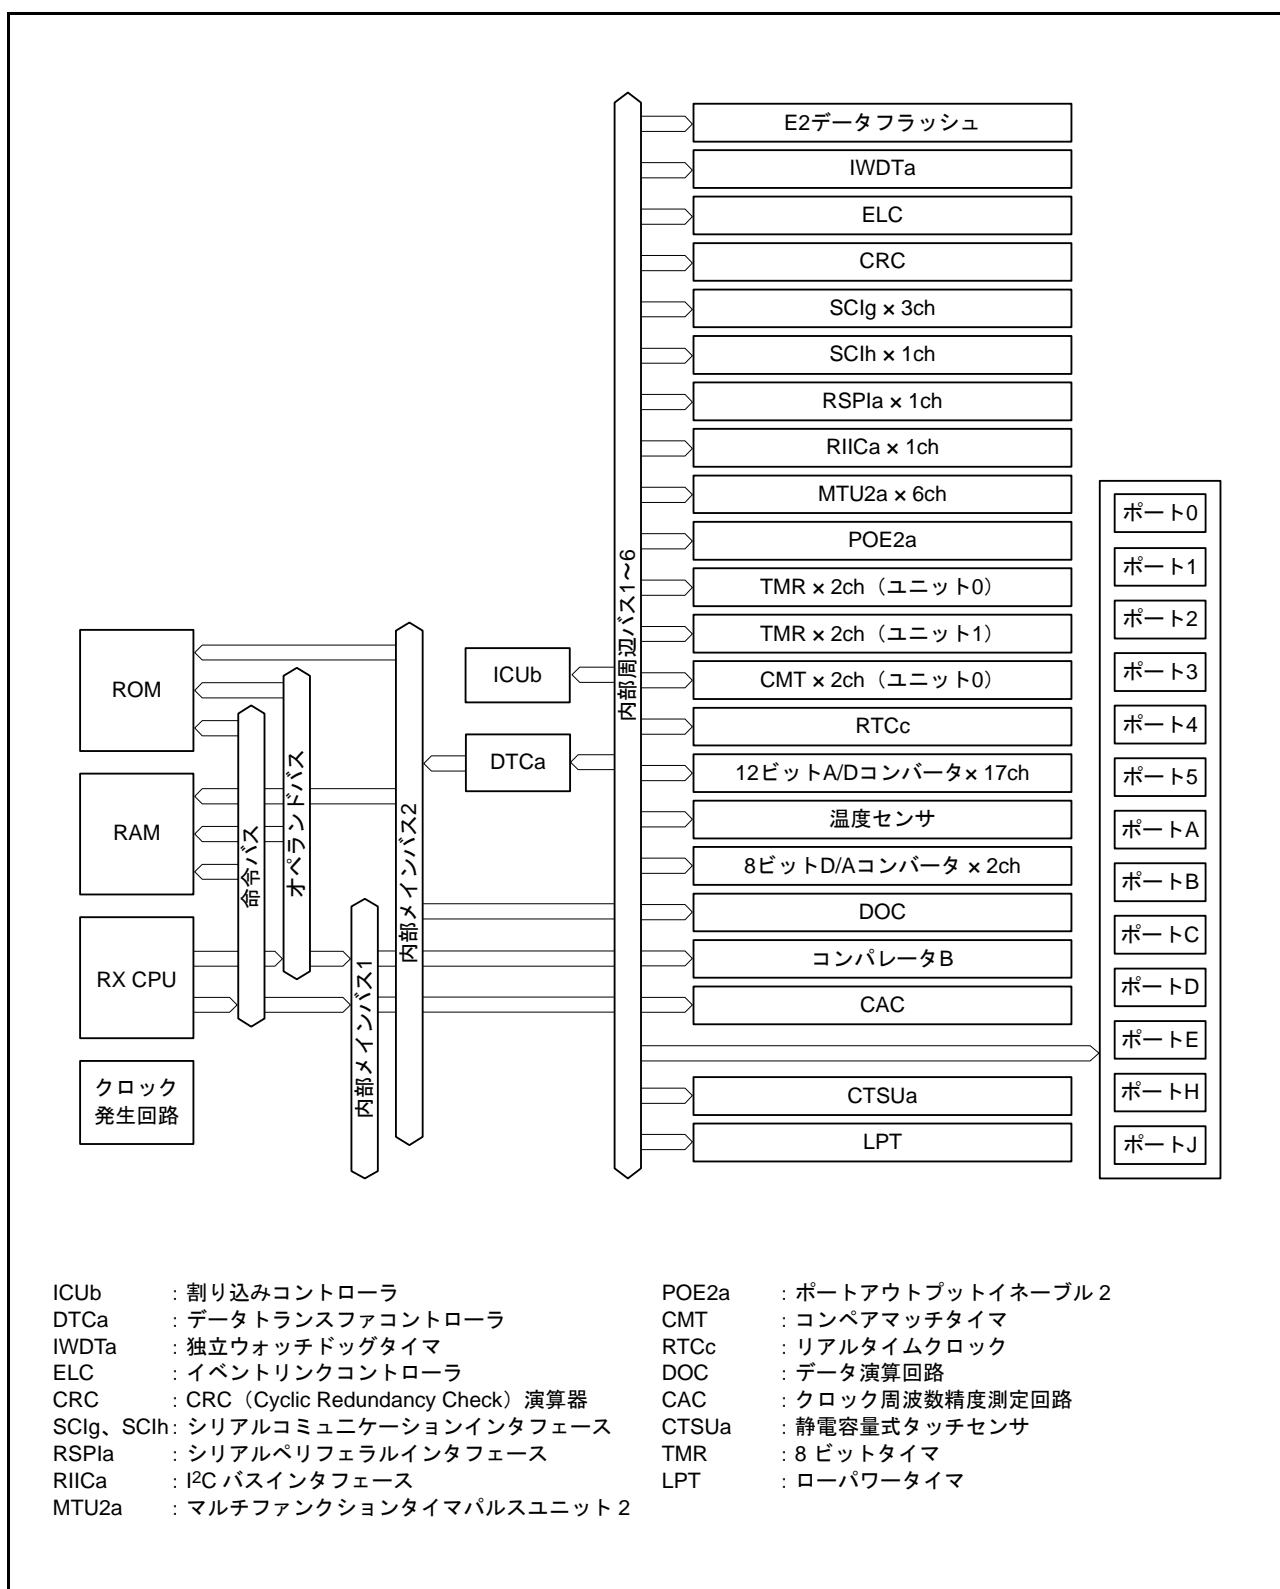 E2データフラッシュ
IWDTa
ELC
CRC
SCIg × 3ch
SCIh × 1ch
RSPIa × 1ch
RIICa × 1ch
MTU2a × 6ch
POE2a
TMR × 2ch（ユニット0）
TMR × 2ch（ユニット1）
CMT × 2ch（ユニット0）
RTCc
12ビットA/Dコンバータ× 17ch
温度センサ
8ビットD/Aコンバータ × 2ch
DOC
コンパレータB
CAC
CTSUa
LPT
ポート0
ポート1
ポート2
ポート3
ポート4
ポート5
ポートA
ポートB
ポートC
ポートD
ポートE
ポートH
ポートJ
内部周辺バス1～6
ICUb
DTCa
内部メインバス2
内部メインバス1
オペランドバス
命令バス
ROM
RAM
RX CPU
クロック
発生回路
ICUb : 割り込みコントローラ
DTCa : データトランスファコントローラ
IWDTa : 独立ウォッチドッグタイマ
ELC : イベントリンクコントローラ
CRC : CRC（Cyclic Redundancy Check）演算器
SCIg、SCIh : シリアルコミュニケーションインタフェース
RSPIa : シリアルペリフェラルインタフェース
RIICa : I²C バスインタフェース
MTU2a : マルチファンクションタイマパルスユニット 2
POE2a : ポートアウトプットイネーブル 2
CMT : コンペアマッチタイマ
RTCc : リアルタイムクロック
DOC : データ演算回路
CAC : クロック周波数精度測定回路
CTSUa : 静電容量式タッチセンサ
TMR : 8 ビットタイマ
LPT : ローパワータイマ